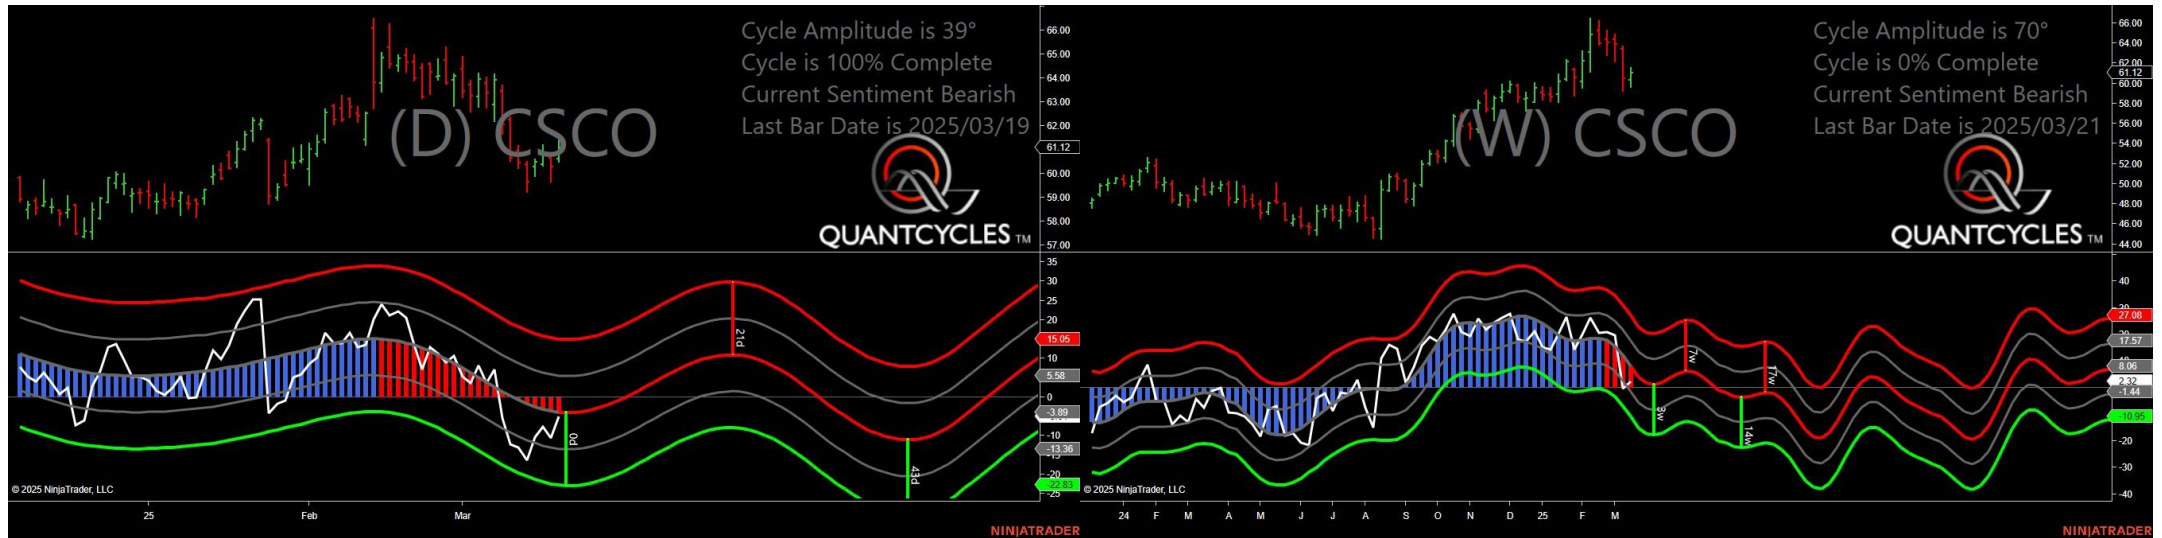 Cycle Amplitude is 39°
Cycle is 100% Complete
Current Sentiment Bearish
Last Bar Date is 2025/03/19
(D) CSCO
QUANTCYCLES TM
66.00
65.00
64.00
63.00
62.00
61.12
60.00
59.00
58.00
57.00
35
30
25
20
15.05
10
5.58
0
-3.89
-10
-13.36
-15
-20
-22.83
-25
21d
0d
43d
© 2025 NinjaTrader, LLC
25 Feb Mar
NINJATRADER
Cycle Amplitude is 70°
Cycle is 0% Complete
Current Sentiment Bearish
Last Bar Date is 2025/03/21
(W) CSCO
QUANTCYCLES TM
66.00
64.00
62.00
61.12
60.00
58.00
56.00
54.00
52.00
50.00
48.00
46.00
44.00
40
27.08
17.57
8.06
2.32
-1.44
-10.95
-20
-30
-40
7w
17w
14w
© 2025 NinjaTrader, LLC
24 F M A M J J A S O N D 25 F M
NINJATRADER